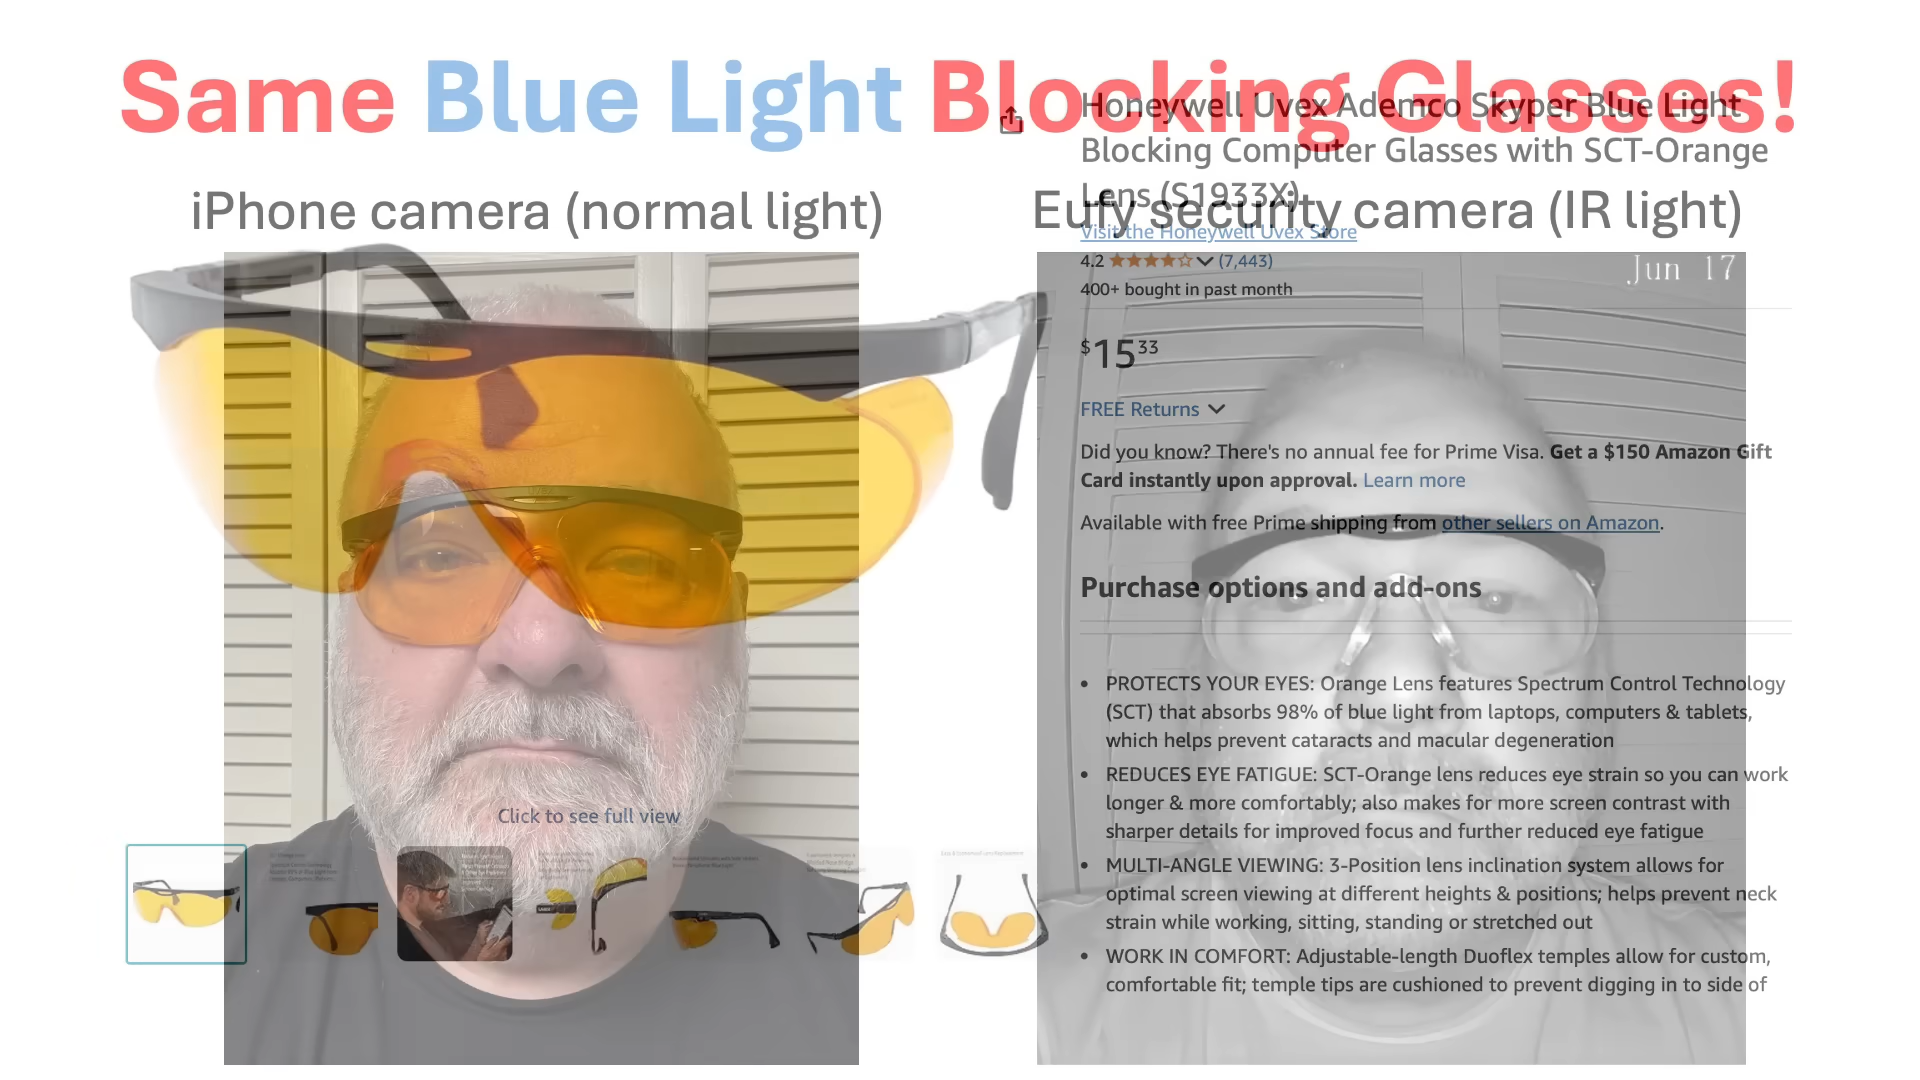 Same Blue Light Blocking Glasses!
iPhone camera (normal light)
Eufy security camera (IR light)
Honeywell Uvex Ademco Skyper Blue Light
Blocking Computer Glasses with SCT-Orange
Lens (S1933X)
Visit the Honeywell Uvex Store
4.2 (7,443)
400+ bought in past month
Jun 17
$15 33
FREE Returns
Did you know? There's no annual fee for Prime Visa. Get a $150 Amazon Gift
Card instantly upon approval. Learn more
Available with free Prime shipping from other sellers on Amazon.
Purchase options and add-ons
• PROTECTS YOUR EYES: Orange Lens features Spectrum Control Technology
(SCT) that absorbs 98% of blue light from laptops, computers & tablets,
which helps prevent cataracts and macular degeneration
• REDUCES EYE FATIGUE: SCT-Orange lens reduces eye strain so you can work
longer & more comfortably; also makes for more screen contrast with
sharper details for improved focus and further reduced eye fatigue
• MULTI-ANGLE VIEWING: 3-Position lens inclination system allows for
optimal screen viewing at different heights & positions; helps prevent neck
strain while working, sitting, standing or stretched out
• WORK IN COMFORT: Adjustable-length Duoflex temples allow for custom,
comfortable fit; temple tips are cushioned to prevent digging in to side of
Click to see full view